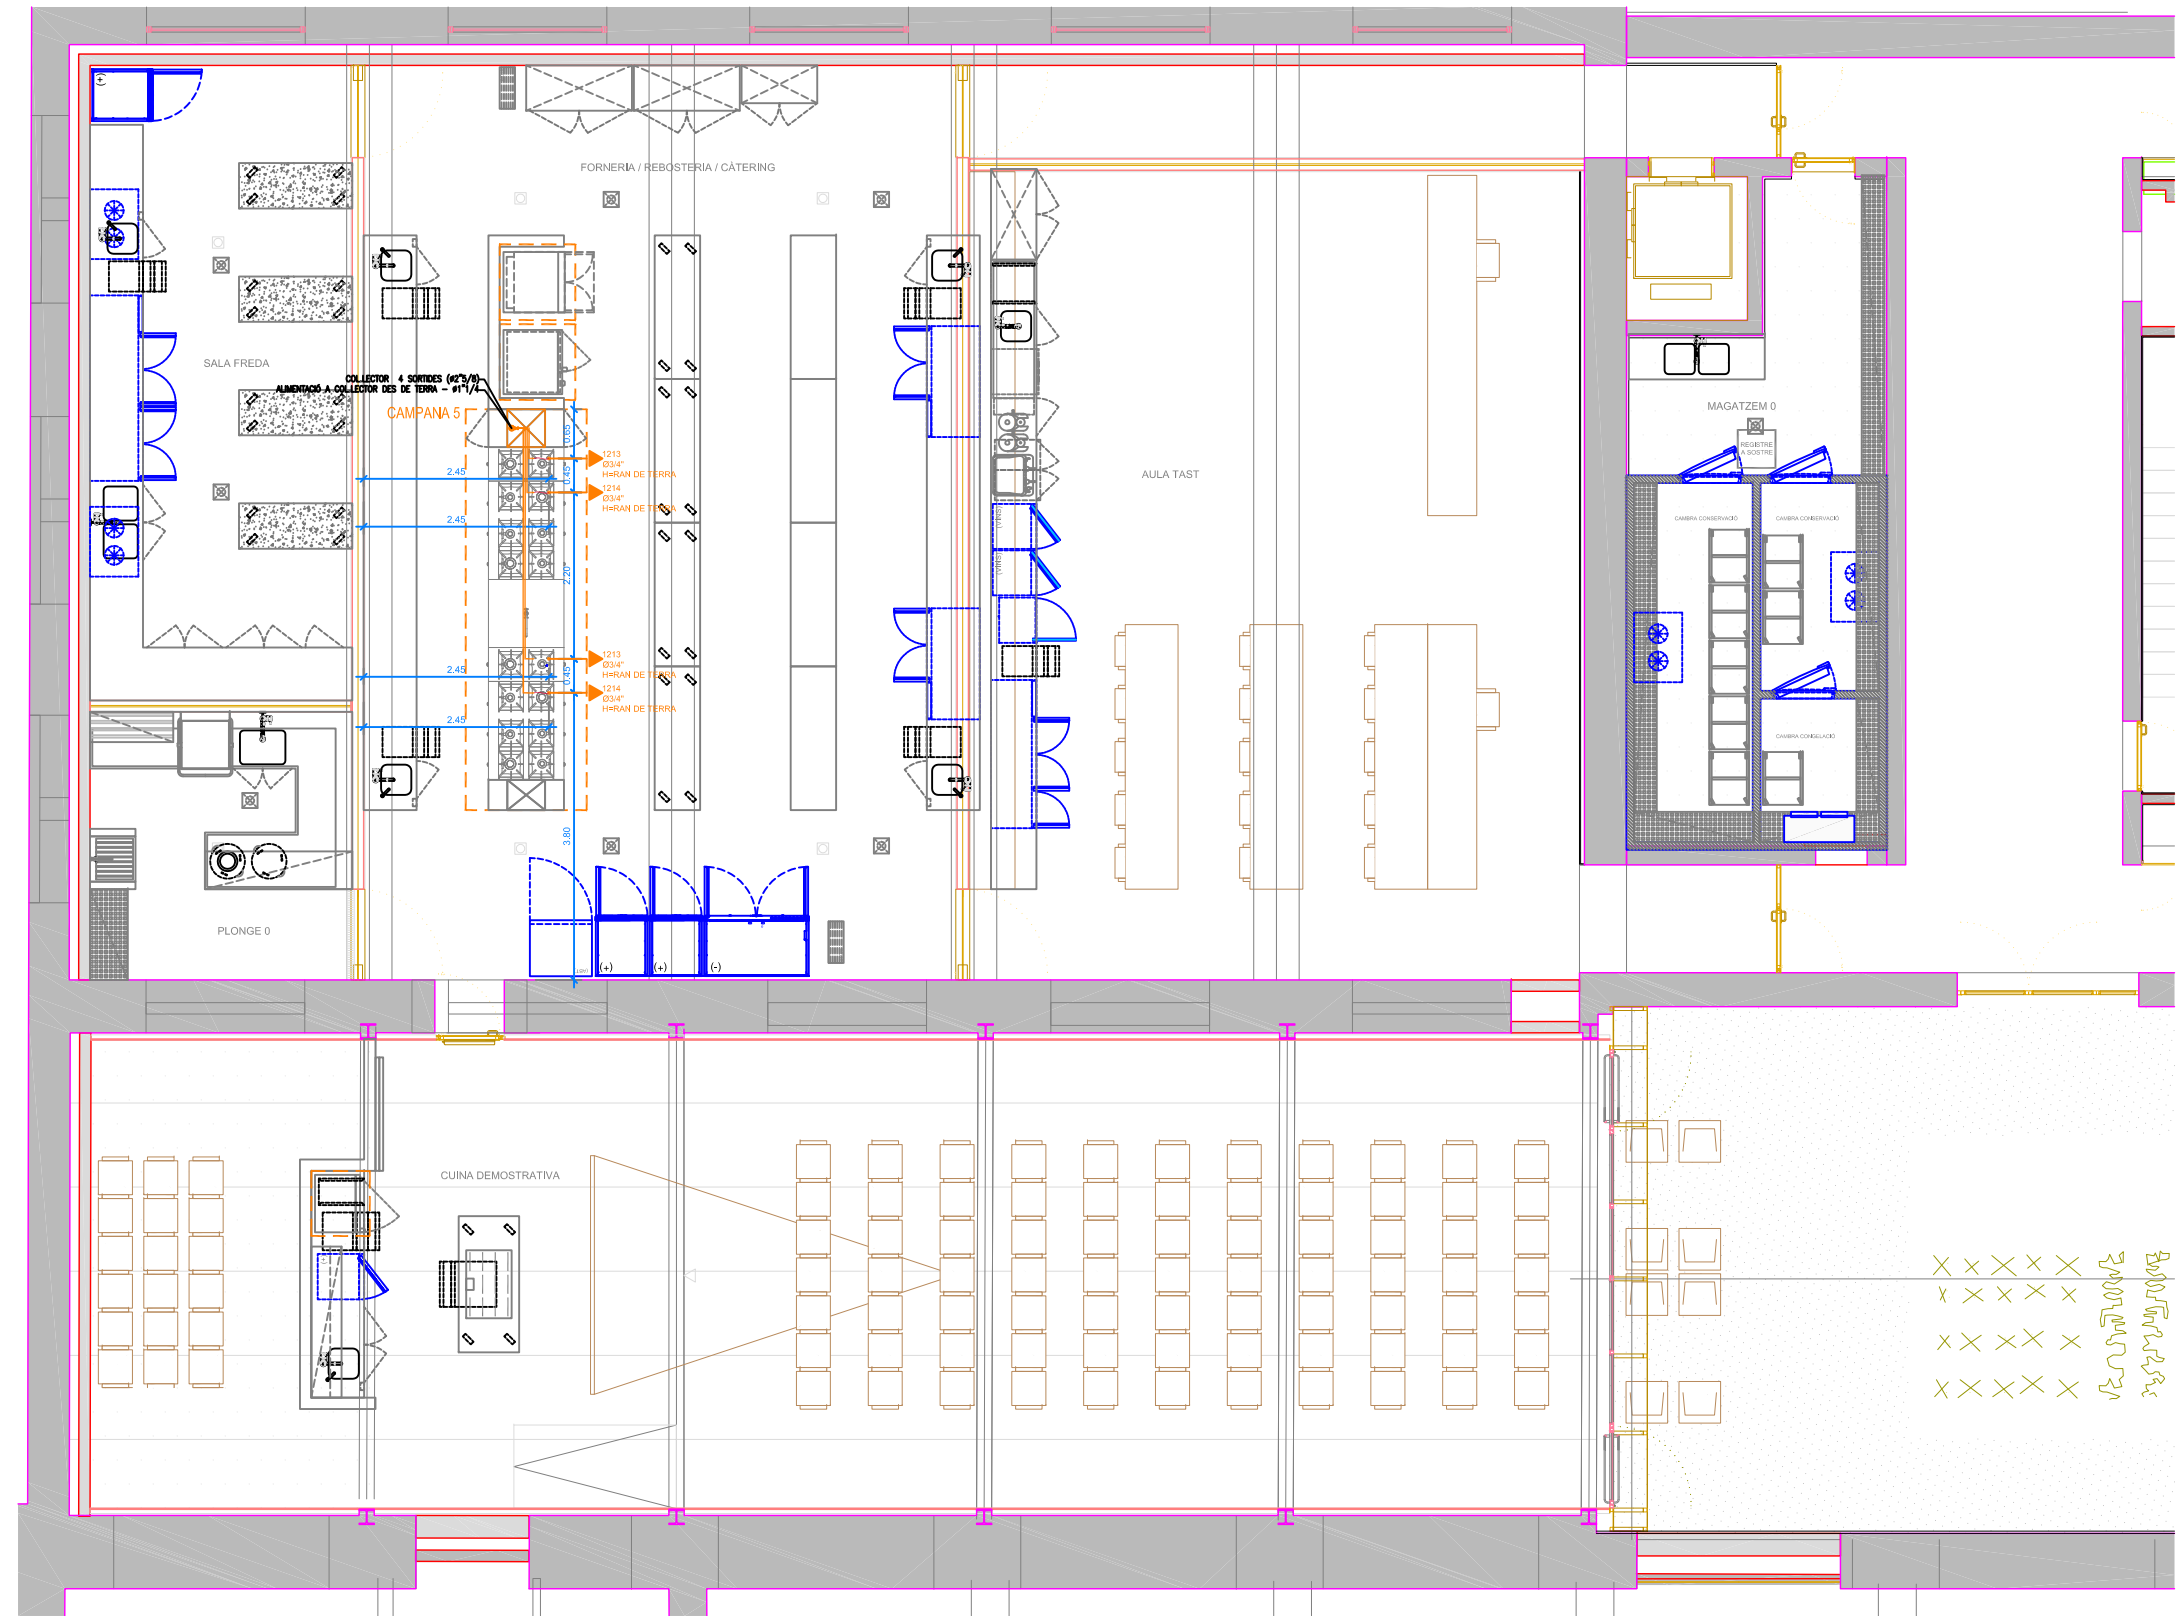 (+)
FORNERIA / REBOSTERIA / CÀTERING
SALA FREDA
COL.LECTOR 4 SORTIDES (ø2"5/8)
ALIMENTACIÓ A COL.LECTOR DES DE TERRA - ø1"1/4
CAMPANA 5
0.65
1213
Ø3/4"
H=RAN DE TERRA
2.45
0.45
1214
Ø3/4"
H=RAN DE TERRA
2.45
2.20
1213
Ø3/4"
H=RAN DE TERRA
2.45
0.45
1214
Ø3/4"
H=RAN DE TERRA
2.45
3.80
AULA TAST
(VINS)
(VINS)
MAGATZEM 0
REGISTRE
A SOSTRE
CAMBRA CONSERVACIÓ
CAMBRA CONSERVACIÓ
CAMBRA CONGELACIÓ
PLONGE 0
(+)
(+)
(-)
CUINA DEMOSTRATIVA